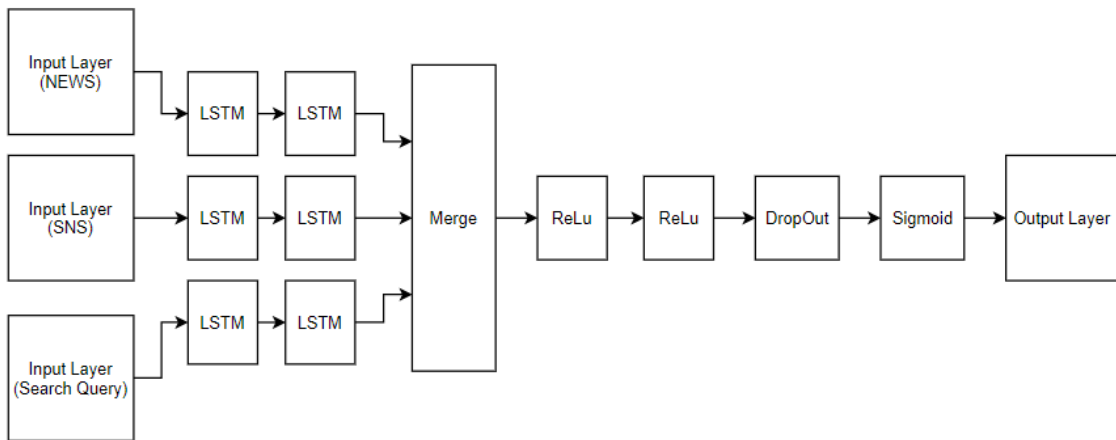 Input Layer
(NEWS)
LSTM
LSTM
Input Layer
(SNS)
LSTM
LSTM
Merge
ReLu
ReLu
DropOut
Sigmoid
Output Layer
Input Layer
(Search Query)
LSTM
LSTM